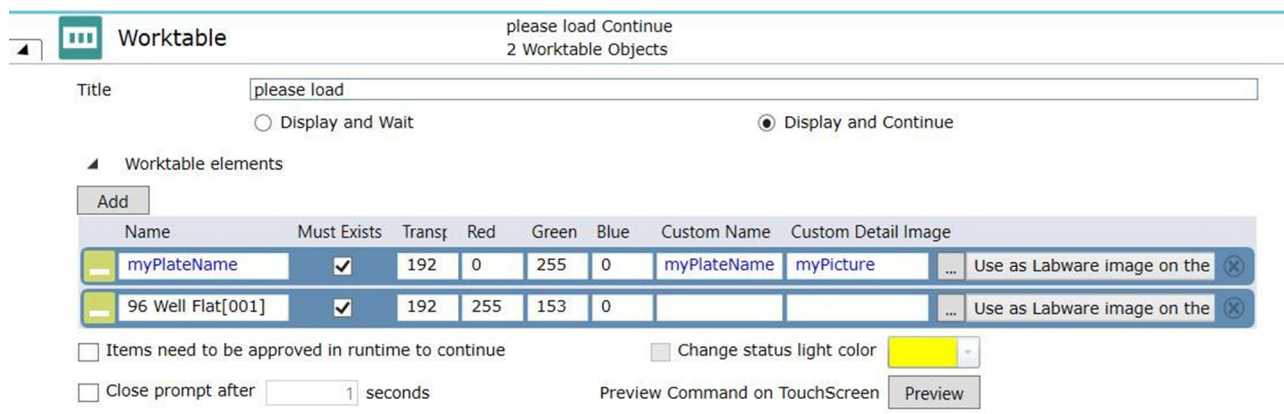 Worktable
please load Continue
2 Worktable Objects
Title
please load
Display and Wait
Display and Continue
Worktable elements
Add
Name Must Exists Transp Red Green Blue Custom Name Custom Detail Image
myPlateName 192 0 255 0 myPlateName myPicture ... Use as Labware image on the
96 Well Flat[001] 192 255 153 0 ... Use as Labware image on the
Items need to be approved in runtime to continue Change status light color
Close prompt after 1 seconds Preview Command on TouchScreen Preview